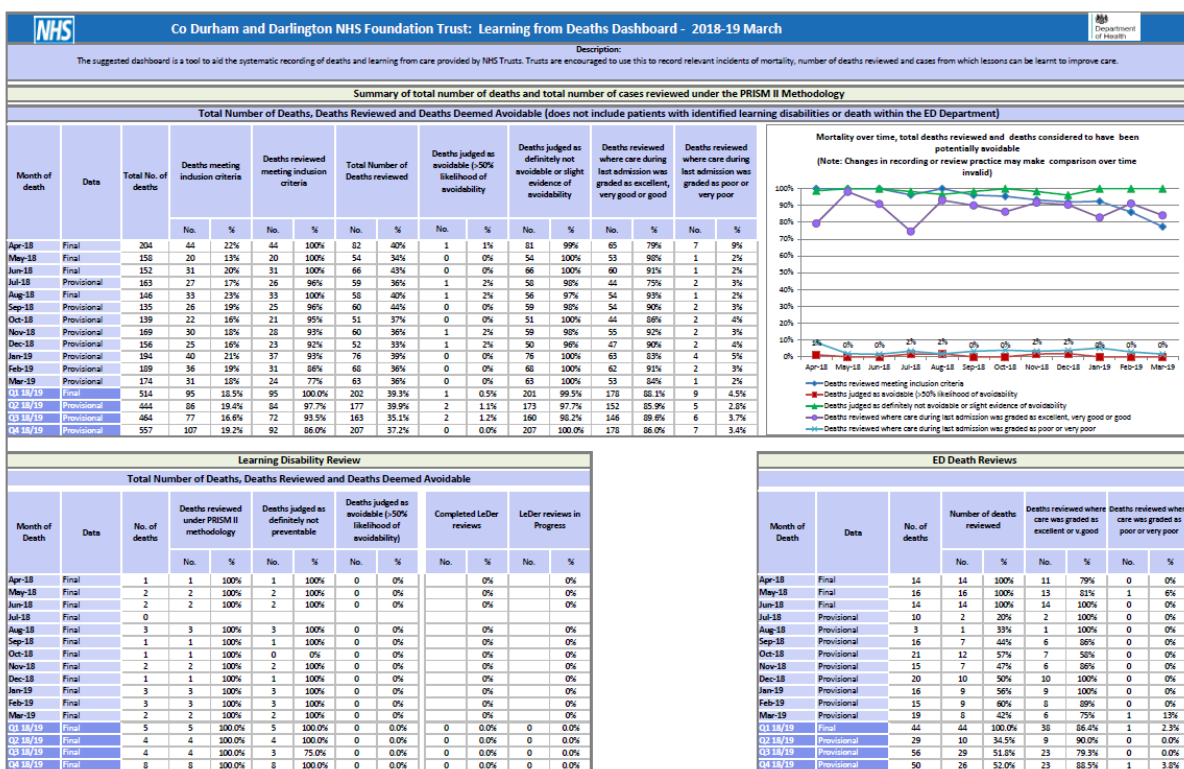 NHS
Co Durham and Darlington NHS Foundation Trust: Learning from Deaths Dashboard - 2018-19 March
Department
of Health
Description:
The suggested dashboard is a tool to aid the systematic recording of deaths and learning from care provided by NHS Trusts. Trusts are encouraged to use this to record relevant incidents of mortality, number of deaths reviewed and cases from which lessons can be learnt to improve care.
Summary of total number of deaths and total number of cases reviewed under the PRISM II Methodology
Total Number of Deaths, Deaths Reviewed and Deaths Deemed Avoidable (does not include patients with identified learning disabilities or death within the ED Department)
Month of death Data Total No. of deaths Deaths meeting inclusion criteria Deaths reviewed meeting inclusion criteria Total Number of Deaths reviewed Deaths judged as avoidable (>50% likelihood of avoidability Deaths judged as definitely not avoidable or slight evidence of avoidability Deaths reviewed where care during last admission was graded as excellent, very good or good Deaths reviewed where care during last admission was graded as poor or very poor
No. % No. % No. % No. % No. % No. % No. %
Apr-18 Final 204 44 22% 44 100% 82 40% 1 1% 81 99% 65 79% 7 9%
May-18 Final 158 20 13% 20 100% 54 34% 0 0% 54 100% 53 98% 1 2%
Jun-18 Final 152 31 20% 31 100% 66 43% 0 0% 66 100% 60 91% 1 2%
Jul-18 Provisional 163 27 17% 26 96% 59 36% 1 2% 58 98% 44 75% 2 3%
Aug-18 Final 146 33 23% 33 100% 58 40% 1 2% 56 97% 54 93% 1 2%
Sep-18 Provisional 135 26 19% 25 96% 60 44% 0 0% 59 98% 54 90% 2 3%
Oct-18 Provisional 139 22 16% 21 95% 51 37% 0 0% 51 100% 44 86% 2 4%
Nov-18 Provisional 169 30 18% 28 93% 60 36% 1 2% 59 98% 55 92% 2 3%
Dec-18 Provisional 156 25 16% 23 92% 52 33% 1 2% 50 96% 47 90% 2 4%
Jan-19 Provisional 194 40 21% 37 93% 76 39% 0 0% 76 100% 63 83% 4 5%
Feb-19 Provisional 189 36 19% 31 86% 68 36% 0 0% 68 100% 62 91% 2 3%
Mar-19 Provisional 174 31 18% 24 77% 63 36% 0 0% 63 100% 53 84% 1 2%
Q1 18/19 Final 514 95 18.5% 95 100.0% 202 39.3% 1 0.5% 201 99.5% 178 88.1% 9 4.5%
Q2 18/19 Provisional 444 86 19.4% 84 97.7% 177 39.9% 2 1.1% 173 97.7% 152 85.9% 5 2.8%
Q3 18/19 Provisional 464 77 16.6% 72 93.5% 163 35.1% 2 1.2% 160 98.2% 146 89.6% 6 3.7%
Q4 18/19 Provisional 557 107 19.2% 92 86.0% 207 37.2% 0 0.0% 207 100.0% 178 86.0% 7 3.4%
Mortality over time, total deaths reviewed and deaths considered to have been
potentially avoidable
(Note: Changes in recording or review practice may make comparison over time
invalid)
100%
90%
80%
70%
60%
50%
40%
30%
20%
10%
0%
1% 0% 0% 2% 2% 0% 0% 2% 2% 0% 0% 0%
Apr-18 May-18 Jun-18 Jul-18 Aug-18 Sep-18 Oct-18 Nov-18 Dec-18 Jan-19 Feb-19 Mar-19
Deaths reviewed meeting inclusion criteria
Deaths judged as avoidable (>50% likelihood of avoidability
Deaths judged as definitely not avoidable or slight evidence of avoidability
Deaths reviewed where care during last admission was graded as excellent, very good or good
Deaths reviewed where care during last admission was graded as poor or very poor
Learning Disability Review
Total Number of Deaths, Deaths Reviewed and Deaths Deemed Avoidable
Month of Death Data No. of deaths Deaths reviewed under PRISM II methodology Deaths judged as definitely not preventable Deaths judged as avoidable (>50% likelihood of avoidability) Completed LeDer reviews LeDer reviews in Progress
No. % No. % No. % No. % No. %
Apr-18 Final 1 1 100% 1 100% 0 0% 0% 0%
May-18 Final 2 2 100% 2 100% 0 0% 0% 0%
Jun-18 Final 2 2 100% 2 100% 0 0% 0% 0%
Jul-18 Final 0
Aug-18 Final 3 3 100% 3 100% 0 0% 0% 0%
Sep-18 Final 1 1 100% 1 100% 0 0% 0% 0%
Oct-18 Final 1 1 100% 0 0% 0 0% 0% 0%
Nov-18 Final 2 2 100% 2 100% 0 0% 0% 0%
Dec-18 Final 1 1 100% 1 100% 0 0% 0% 0%
Jan-19 Final 3 3 100% 3 100% 0 0% 0% 0%
Feb-19 Final 3 3 100% 3 100% 0 0% 0% 0%
Mar-19 Final 2 2 100% 2 100% 0 0% 0% 0%
Q1 18/19 Final 5 5 100.0% 5 100.0% 0 0.0% 0 0.0% 0 0.0%
Q2 18/19 Final 4 4 100.0% 4 100.0% 0 0.0% 0 0.0% 0 0.0%
Q3 18/19 Final 4 4 100.0% 3 75.0% 0 0.0% 0 0.0% 0 0.0%
Q4 18/19 Final 8 8 100.0% 8 100.0% 0 0.0% 0 0.0% 0 0.0%
ED Death Reviews
Month of Death Data No. of deaths Number of deaths reviewed Deaths reviewed where care was graded as excellent or v.good Deaths reviewed where care was graded as poor or very poor
No. % No. % No. %
Apr-18 Final 14 14 100% 11 79% 0 0%
May-18 Final 16 16 100% 13 81% 1 6%
Jun-18 Final 14 14 100% 14 100% 0 0%
Jul-18 Provisional 10 2 20% 2 100% 0 0%
Aug-18 Provisional 3 1 33% 1 100% 0 0%
Sep-18 Provisional 16 7 44% 6 86% 0 0%
Oct-18 Provisional 21 12 57% 7 58% 0 0%
Nov-18 Provisional 15 7 47% 6 86% 0 0%
Dec-18 Provisional 20 10 50% 10 100% 0 0%
Jan-19 Provisional 16 9 56% 9 100% 0 0%
Feb-19 Provisional 15 9 60% 8 89% 0 0%
Mar-19 Provisional 19 8 42% 6 75% 1 13%
Q1 18/19 Final 44 44 100.0% 38 86.4% 1 2.3%
Q2 18/19 Provisional 29 10 34.5% 9 90.0% 0 0.0%
Q3 18/19 Provisional 56 29 51.8% 23 79.3% 0 0.0%
Q4 18/19 Provisional 50 26 52.0% 23 88.5% 1 3.8%